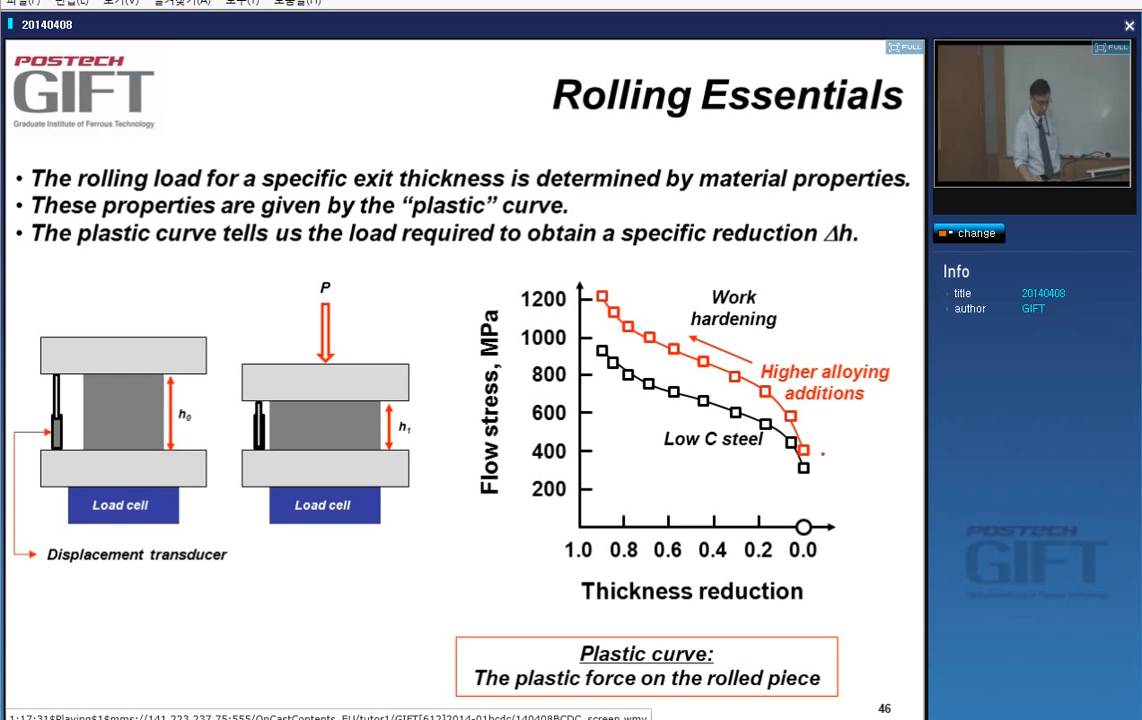 20140408
FULL
FULL
POSTECH
GIFT
Graduate Institute of Ferrous Technology
Rolling Essentials
• The rolling load for a specific exit thickness is determined by material properties.
• These properties are given by the “plastic” curve.
• The plastic curve tells us the load required to obtain a specific reduction Δh.
change
Info
title 20140408
author GIFT
P
h0
h1
Load cell
Load cell
Displacement transducer
Flow stress, MPa
1200
1000
800
600
400
200
Work
hardening
Higher alloying
additions
Low C steel
1.0 0.8 0.6 0.4 0.2 0.0
Thickness reduction
Plastic curve:
The plastic force on the rolled piece
POSTECH
GIFT
46